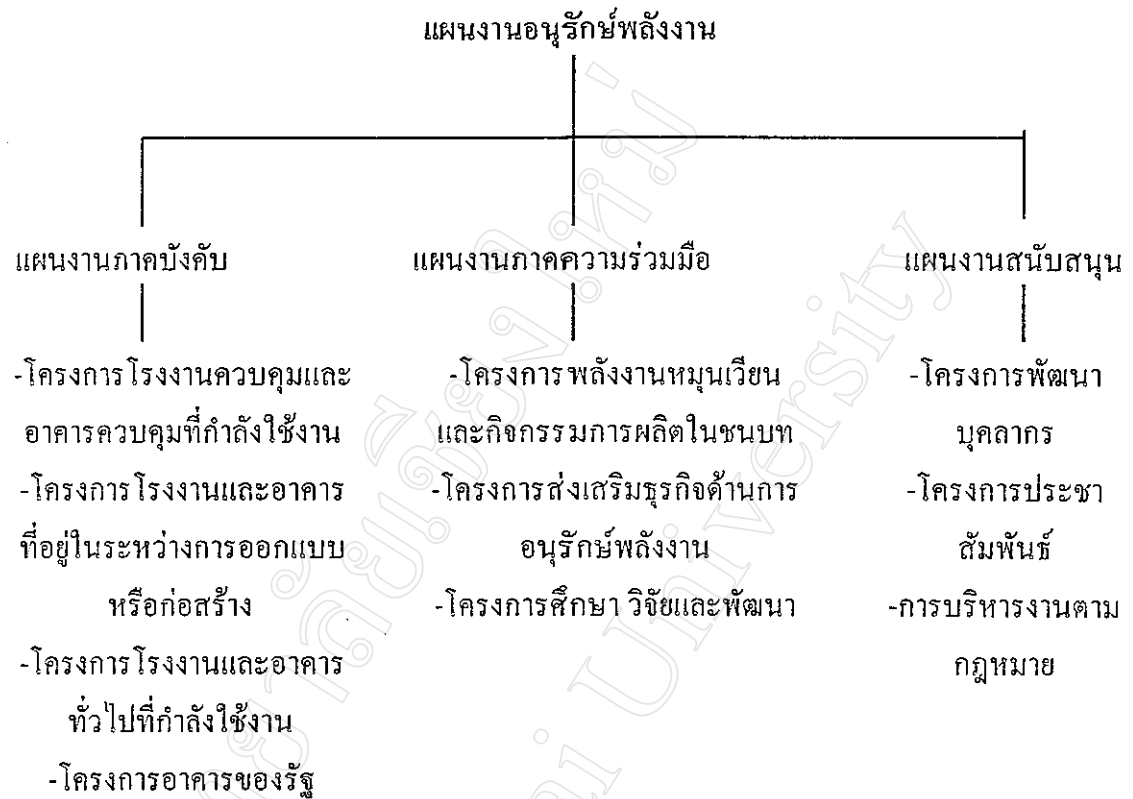 แผนงานอนุรักษ์พลังงาน
แผนงานภาคบังคับ
-โครงการโรงงานควบคุมและ
อาคารควบคุมที่กำลังใช้งาน
-โครงการโรงงานและอาคาร
ที่อยู่ในระหว่างการออกแบบ
หรือก่อสร้าง
-โครงการโรงงานและอาคาร
ทั่วไปที่กำลังใช้งาน
-โครงการอาคารของรัฐ
แผนงานภาคความร่วมมือ
-โครงการพลังงานหมุนเวียน
และกิจกรรมการผลิตในชนบท
-โครงการส่งเสริมธุรกิจด้านการ
อนุรักษ์พลังงาน
-โครงการศึกษา วิจัยและพัฒนา
แผนงานสนับสนุน
-โครงการพัฒนา
บุคลากร
-โครงการประชา
สัมพันธ์
-การบริหารงานตาม
กฎหมาย
าลัยเชียงใหม่
ai University